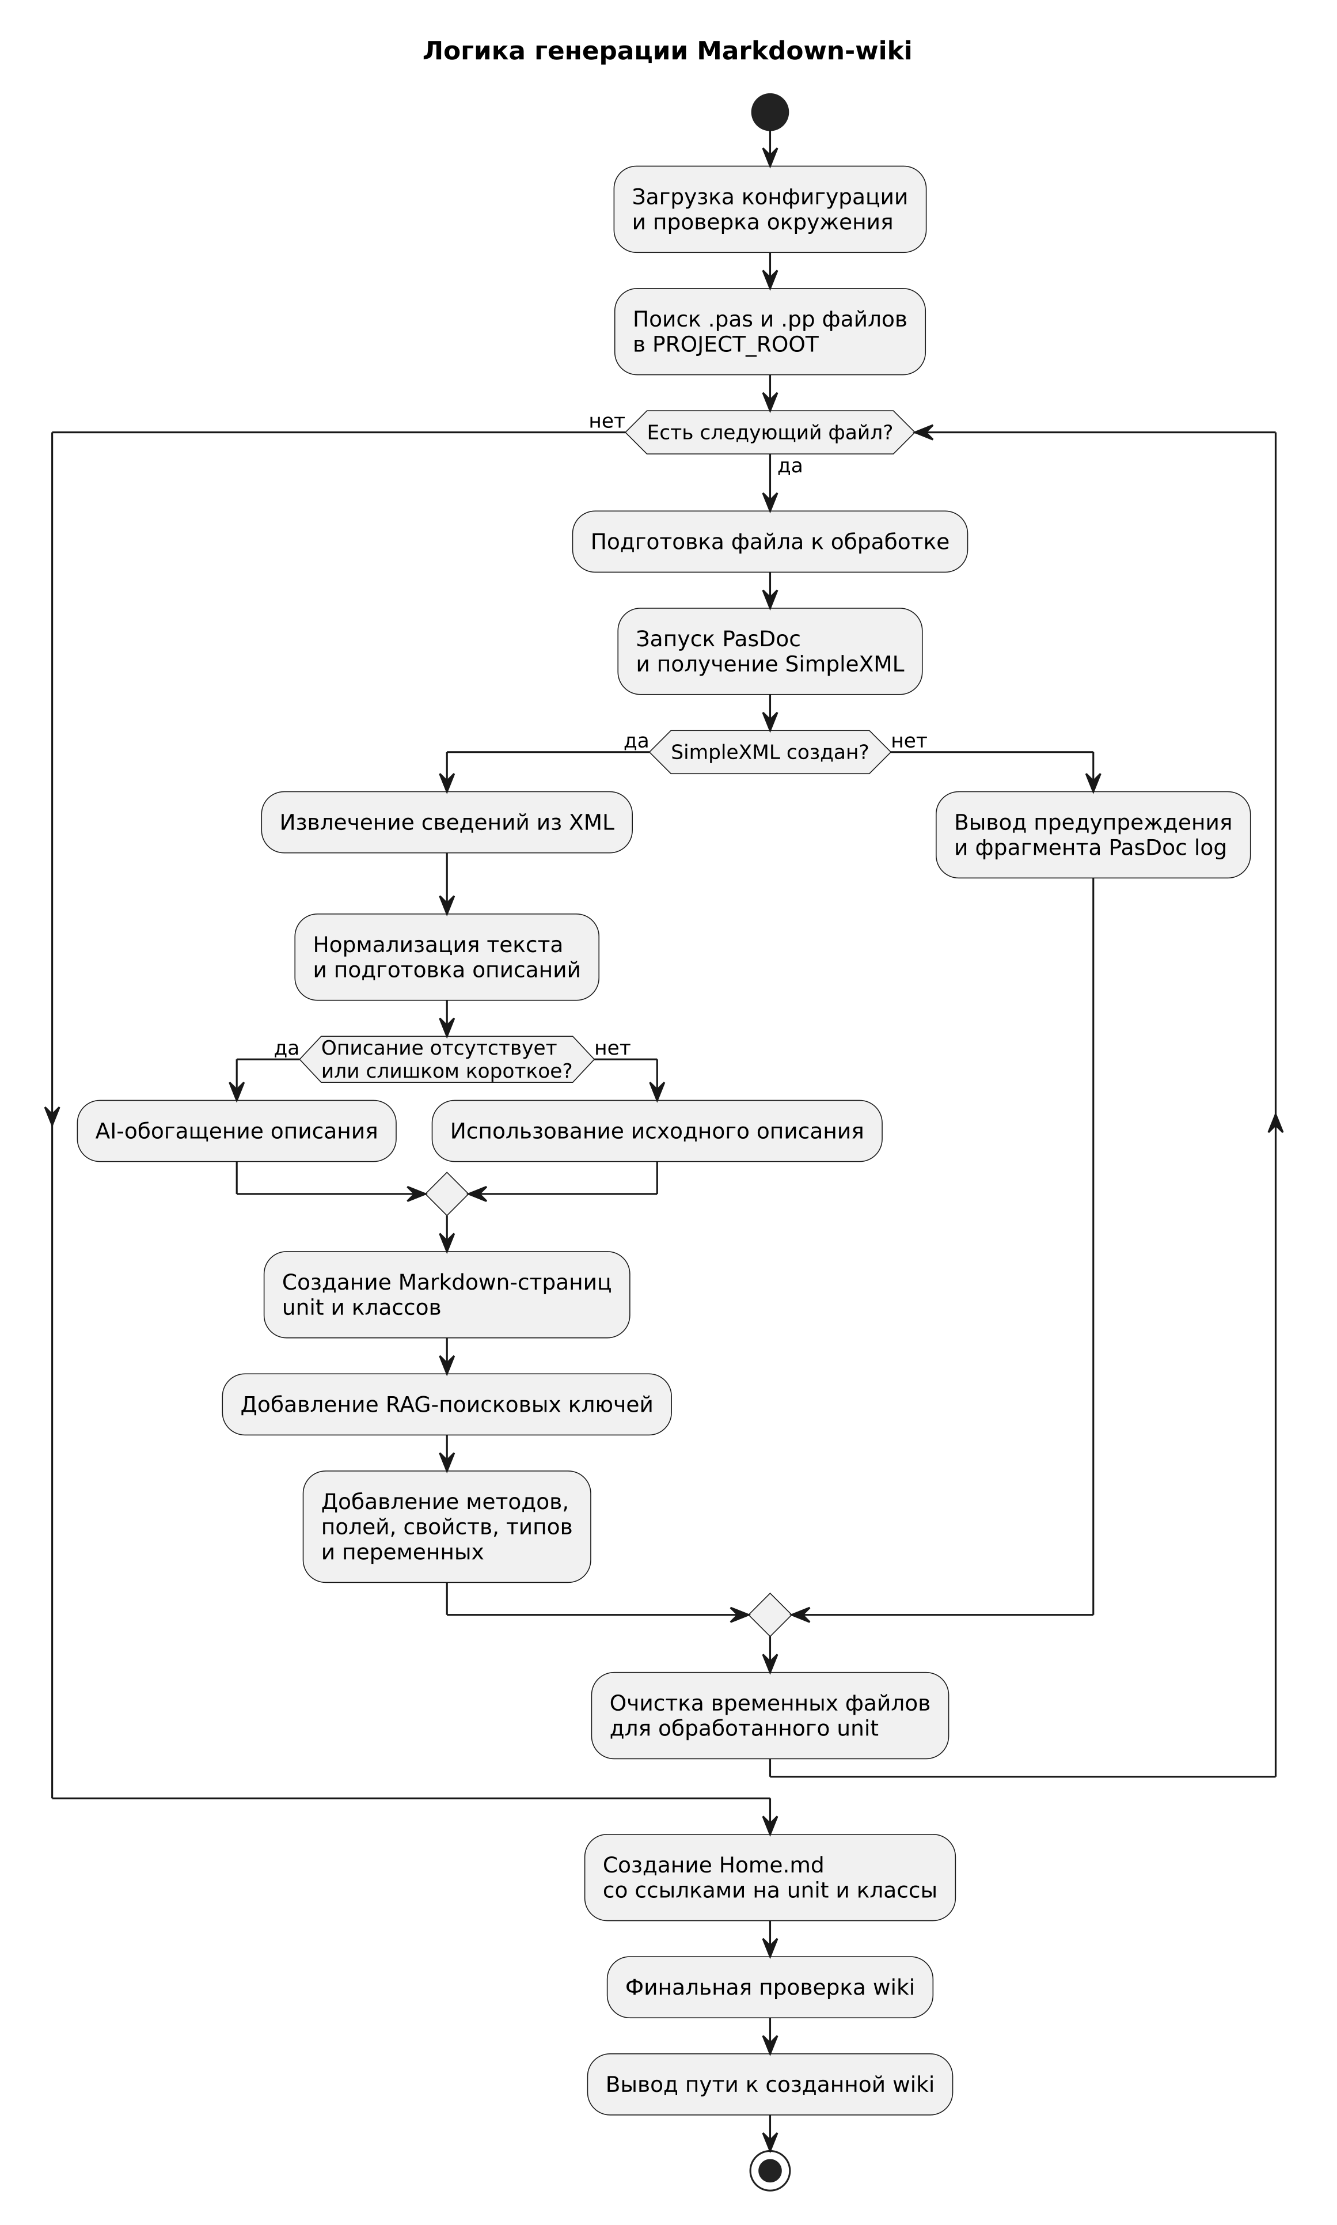 Логика генерации Markdown-wiki
Загрузка конфигурации
и проверка окружения
Поиск .pas и .pp файлов
в PROJECT_ROOT
нет
Есть следующий файл?
да
Подготовка файла к обработке
Запуск PasDoc
и получение SimpleXML
да
SimpleXML создан?
нет
Извлечение сведений из XML
Вывод предупреждения
и фрагмента PasDoc log
Нормализация текста
и подготовка описаний
да
Описание отсутствует
или слишком короткое?
нет
AI-обогащение описания
Использование исходного описания
Создание Markdown-страниц
unit и классов
Добавление RAG-поисковых ключей
Добавление методов,
полей, свойств, типов
и переменных
Очистка временных файлов
для обработанного unit
Создание Home.md
со ссылками на unit и классы
Финальная проверка wiki
Вывод пути к созданной wiki